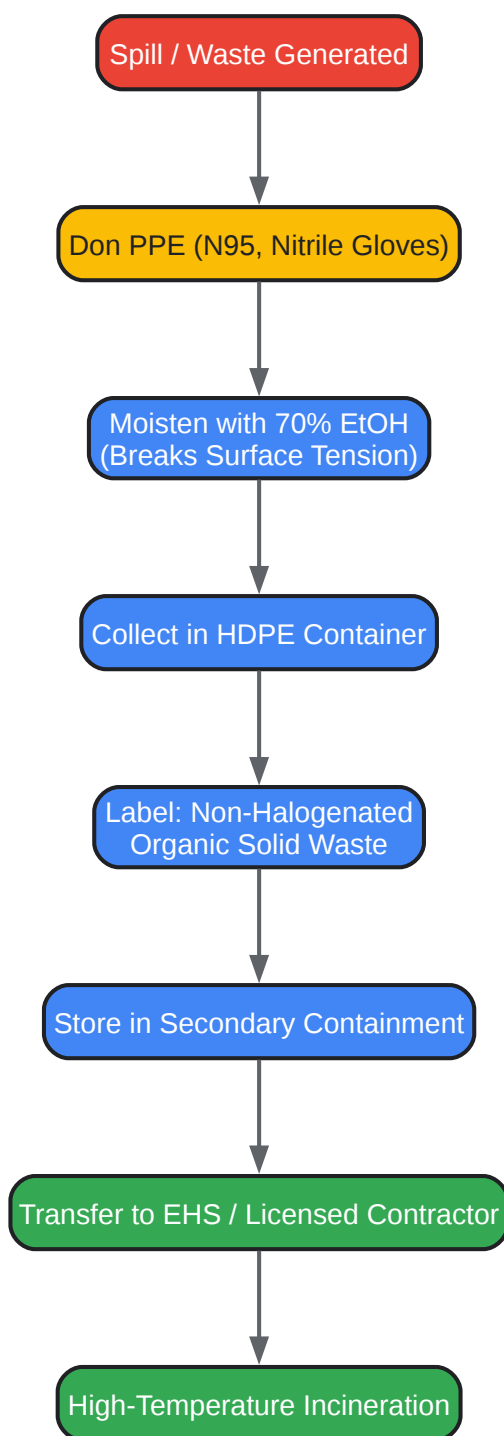 Spill / Waste Generated
Don PPE (N95, Nitrile Gloves)
Moisten with 70% EtOH
(Breaks Surface Tension)
Collect in HDPE Container
Label: Non-Halogenated
Organic Solid Waste
Store in Secondary Containment
Transfer to EHS / Licensed Contractor
High-Temperature Incineration